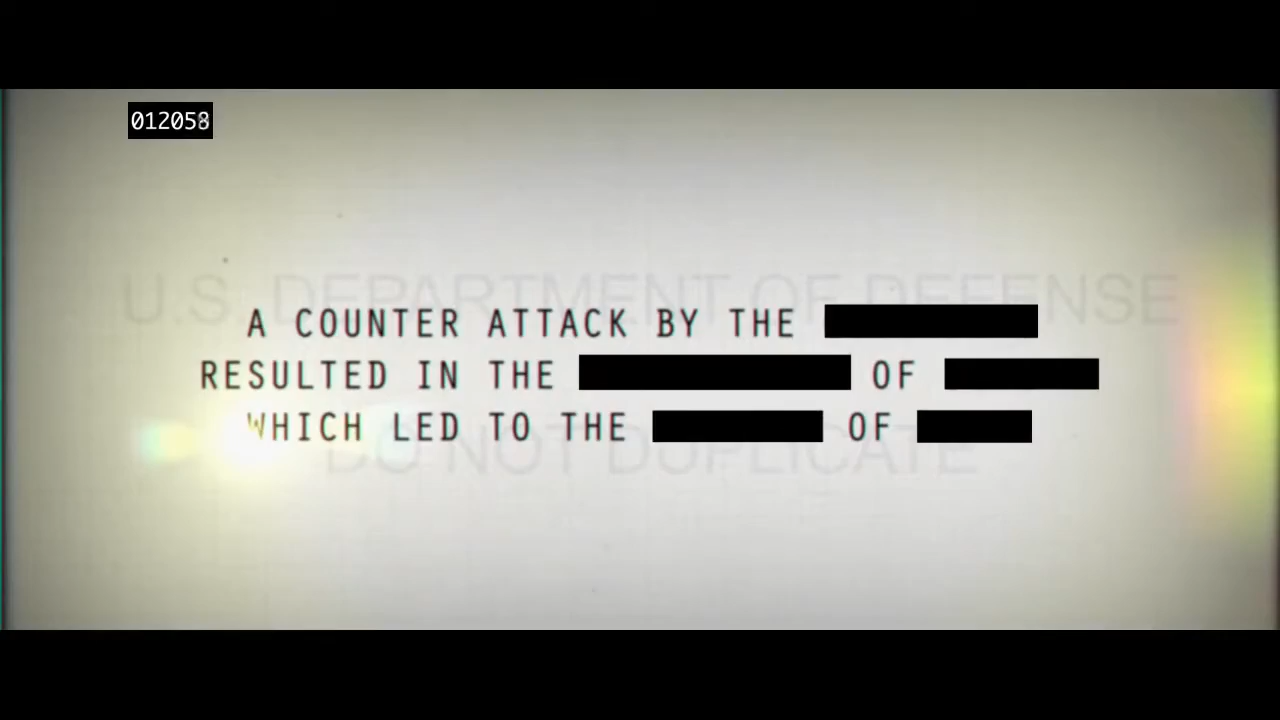 012058
U.S. DEPARTMENT OF DEFENSE
A COUNTER ATTACK BY THE
RESULTED IN THE OF
WHICH LED TO THE OF
DO NOT DUPLICATE